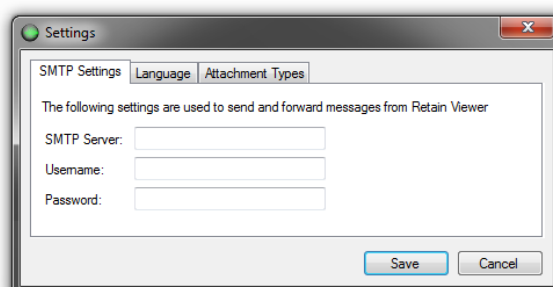 Settings
SMTP Settings Language Attachment Types
The following settings are used to send and forward messages from Retain Viewer
SMTP Server:
Username:
Password:
Save Cancel